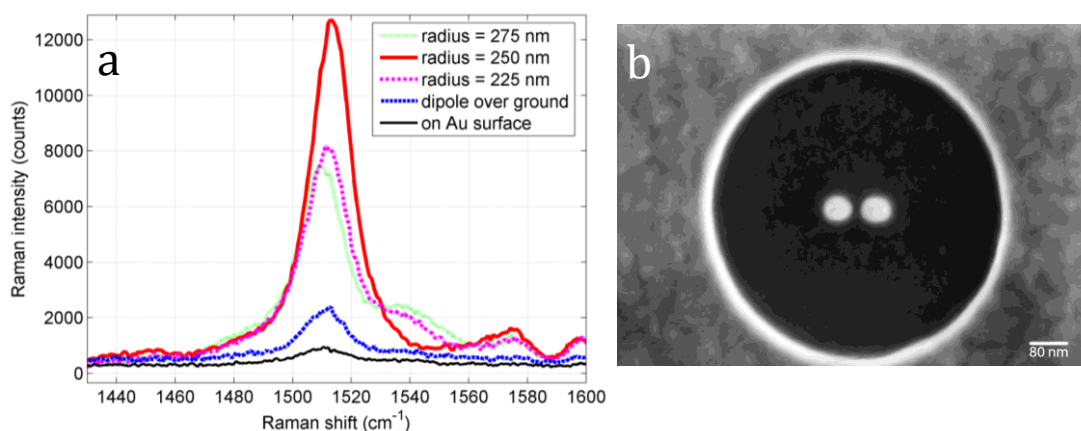 a
radius = 275 nm
radius = 250 nm
radius = 225 nm
dipole over ground
on Au surface
12000
10000
8000
6000
4000
2000
0
Raman intensity (counts)
1440 1460 1480 1500 1520 1540 1560 1580 1600
Raman shift (cm⁻¹)
b
80 nm